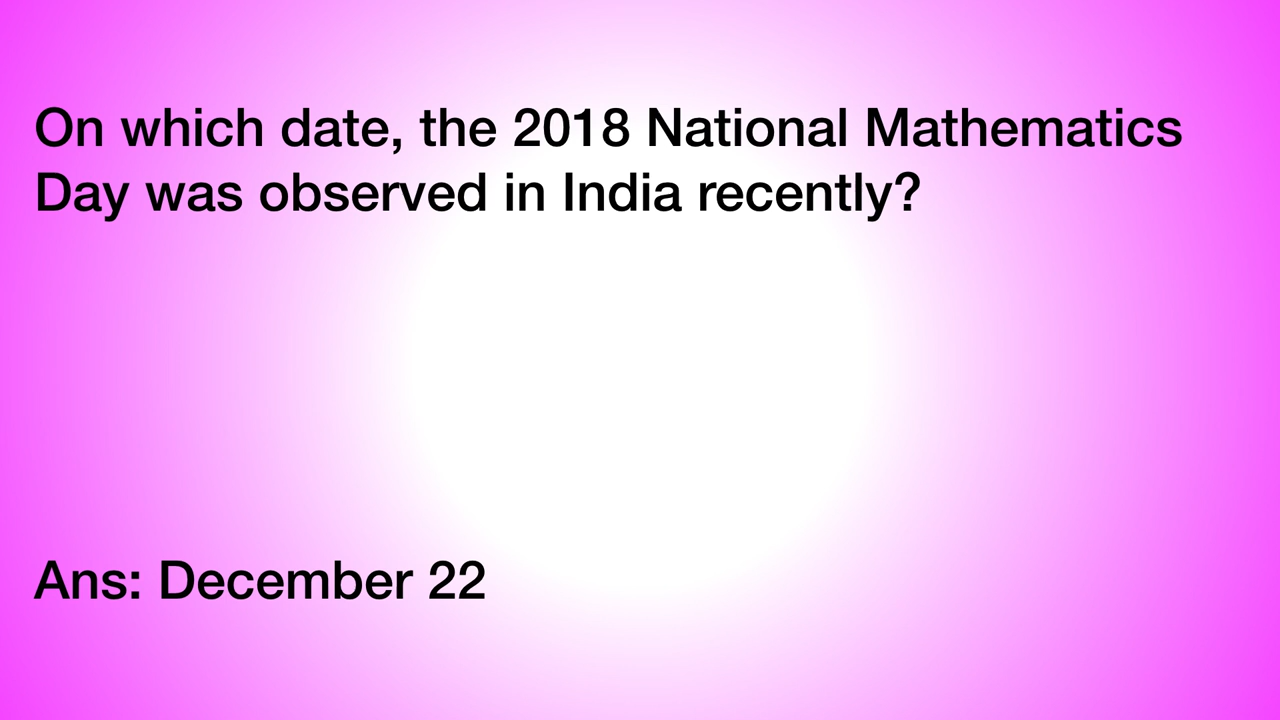 On which date, the 2018 National Mathematics
Day was observed in India recently?
Ans: December 22